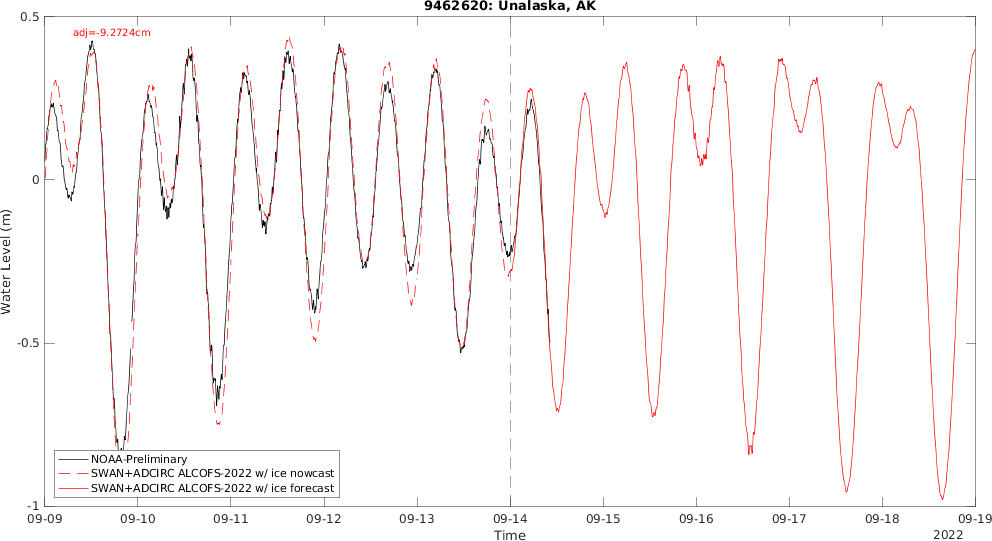 9462620: Unalaska, AK
adj=-9.2724cm
0.5
0
-0.5
-1
Water Level (m)
NOAA-Preliminary
SWAN+ADCIRC ALCOFS-2022 w/ ice nowcast
SWAN+ADCIRC ALCOFS-2022 w/ ice forecast
09-09 09-10 09-11 09-12 09-13 09-14 09-15 09-16 09-17 09-18 09-19
Time
2022